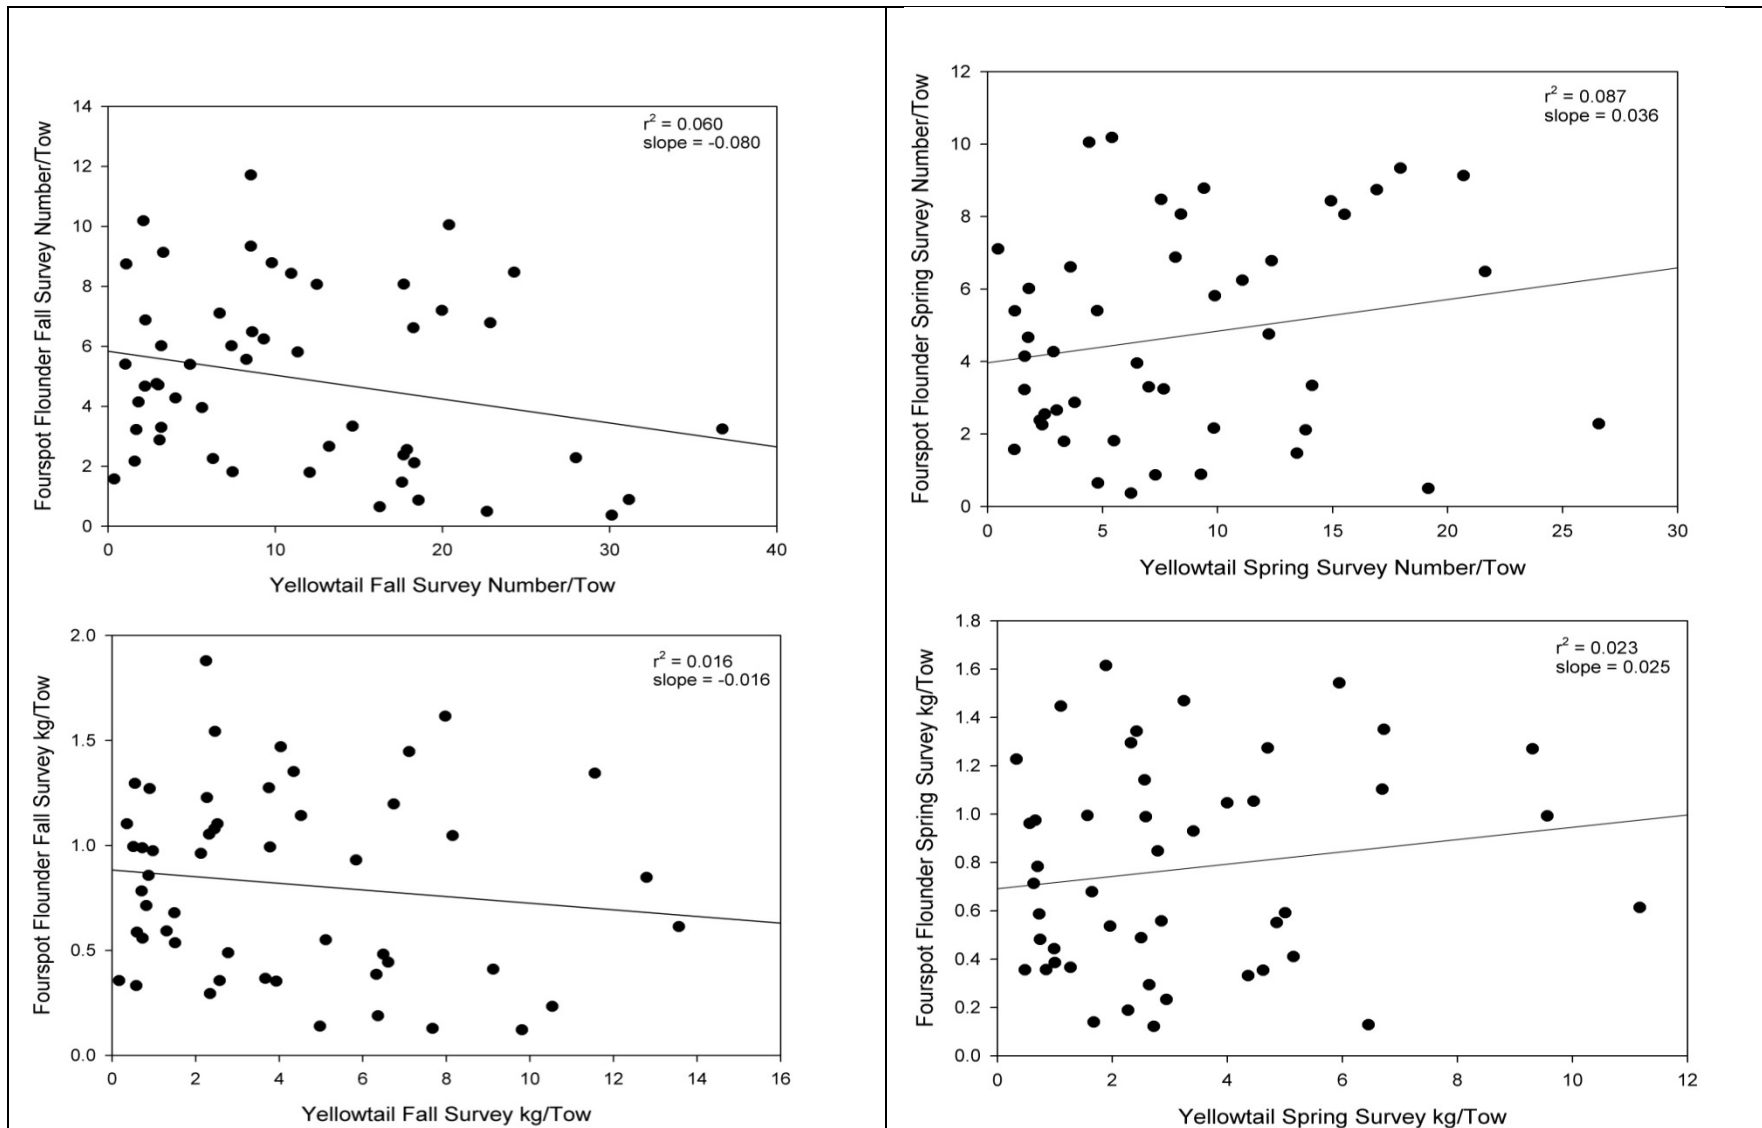 Fourspot Flounder Fall Survey Number/Tow
14
12
10
8
6
4
2
0
r² = 0.060
slope = -0.080
0 10 20 30 40
Yellowtail Fall Survey Number/Tow
Fourspot Flounder Spring Survey Number/Tow
12
10
8
6
4
2
0
r² = 0.087
slope = 0.036
0 5 10 15 20 25 30
Yellowtail Spring Survey Number/Tow
Fourspot Flounder Fall Survey kg/Tow
2.0
1.5
1.0
0.5
0.0
r² = 0.016
slope = -0.016
0 2 4 6 8 10 12 14 16
Yellowtail Fall Survey kg/Tow
Fourspot Flounder Spring Survey kg/Tow
1.8
1.6
1.4
1.2
1.0
0.8
0.6
0.4
0.2
0.0
r² = 0.023
slope = 0.025
0 2 4 6 8 10 12
Yellowtail Spring Survey kg/Tow